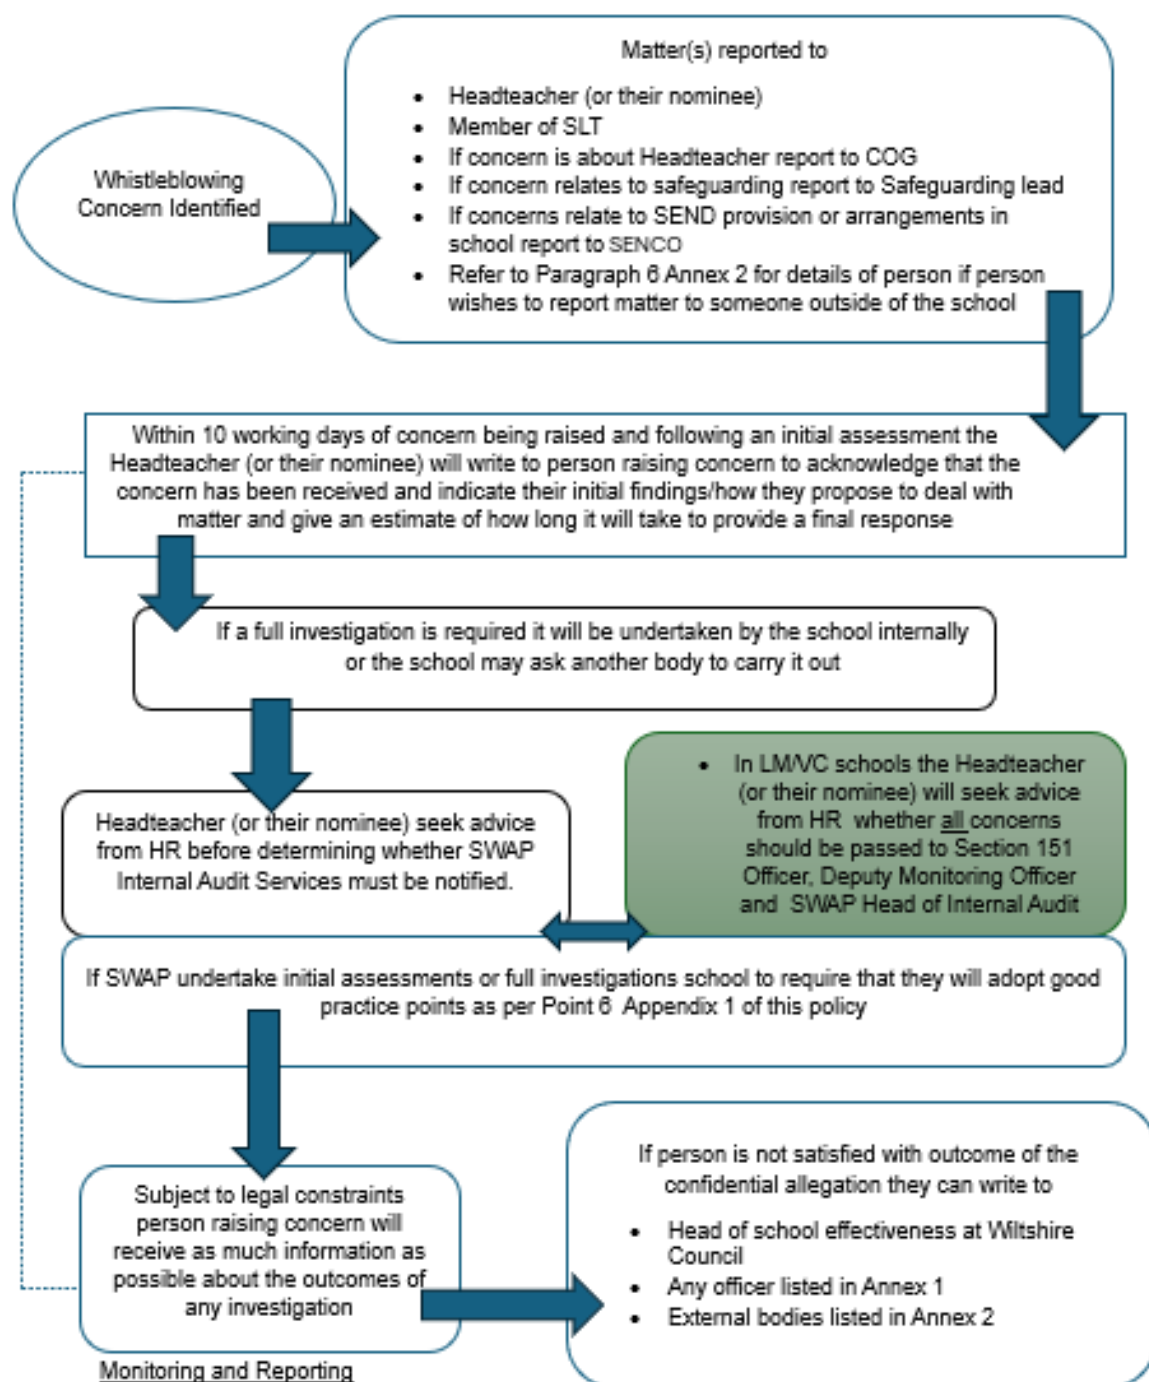 Whistleblowing
Concern Identified
Matter(s) reported to
• Headteacher (or their nominee)
• Member of SLT
• If concern is about Headteacher report to COG
• If concern relates to safeguarding report to Safeguarding lead
• If concerns relate to SEND provision or arrangements in
school report to SENCO
• Refer to Paragraph 6 Annex 2 for details of person if person
wishes to report matter to someone outside of the school
Within 10 working days of concern being raised and following an initial assessment the
Headteacher (or their nominee) will write to person raising concern to acknowledge that the
concern has been received and indicate their initial findings/how they propose to deal with
matter and give an estimate of how long it will take to provide a final response
If a full investigation is required it will be undertaken by the school internally
or the school may ask another body to carry it out
Headteacher (or their nominee) seek advice
from HR before determining whether SWAP
Internal Audit Services must be notified.
• In LM/VC schools the Headteacher
(or their nominee) will seek advice
from HR whether all concerns
should be passed to Section 151
Officer, Deputy Monitoring Officer
and SWAP Head of Internal Audit
If SWAP undertake initial assessments or full investigations school to require that they will adopt good
practice points as per Point 6 Appendix 1 of this policy
Subject to legal constraints
person raising concern will
receive as much information as
possible about the outcomes of
any investigation
If person is not satisfied with outcome of the
confidential allegation they can write to
• Head of school effectiveness at Wiltshire
Council
• Any officer listed in Annex 1
• External bodies listed in Annex 2
Monitoring and Reporting